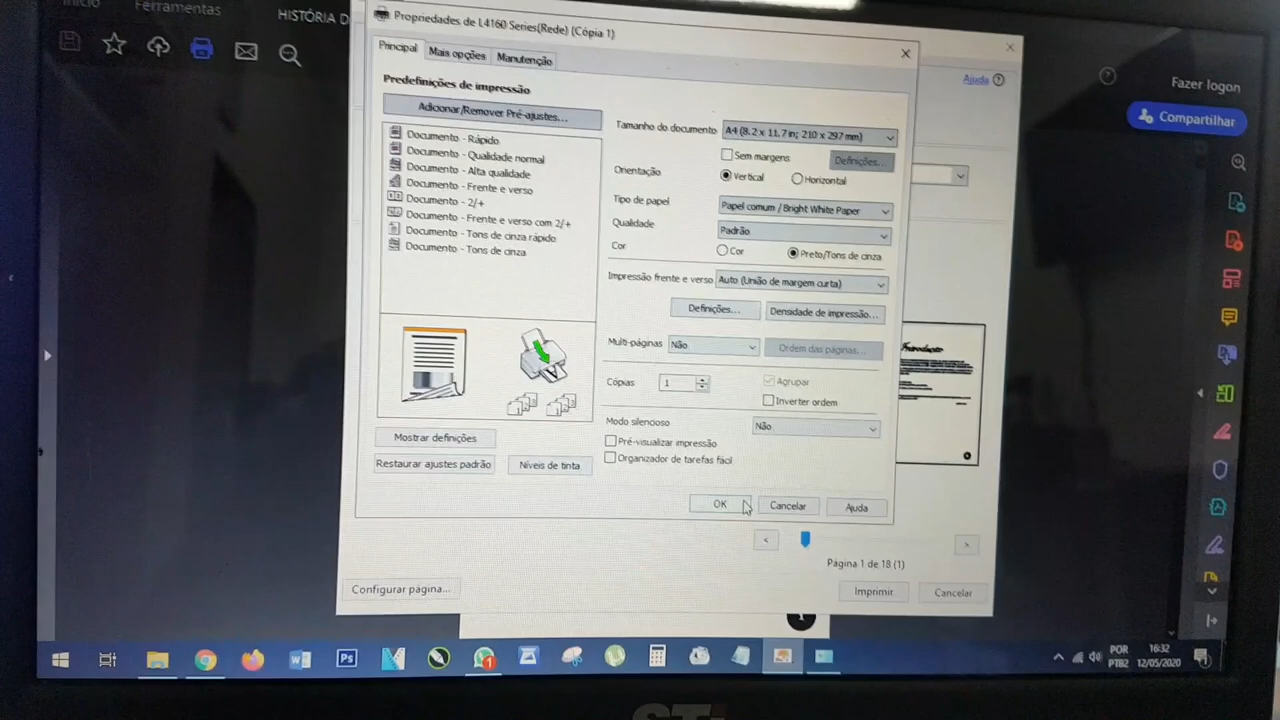 Início
Ferramentas
HISTÓRIA D
Propriedades de L4160 Series(Rede) (Cópia 1)
Principal
Mais opções
Manutenção
Ajuda
Fazer logon
Compartilhar
Predefinições de impressão
Adicionar/Remover Pré-ajustes...
Documento - Rápido
Documento - Qualidade normal
Documento - Alta qualidade
Documento - Frente e verso
Documento - 2/+
Documento - Frente e verso com 2/+
Documento - Tons de cinza rápido
Documento - Tons de cinza
Mostrar definições
Restaurar ajustes padrão
Níveis de tinta
Tamanho do documento
A4 (8.2 x 11.7 in; 210 x 297 mm)
Sem margens
Definições...
Orientação
Vertical
Horizontal
Tipo de papel
Papel comum / Bright White Paper
Qualidade
Padrão
Cor
Cor
Preto/Tons de cinza
Impressão frente e verso
Auto (União de margem curta)
Definições...
Densidade de impressão...
Multi-páginas
Não
Ordem das páginas...
Cópias
1
Agrupar
Inverter ordem
Modo silencioso
Não
Pré-visualizar impressão
Organizador de tarefas fácil
OK
Cancelar
Ajuda
<
>
Página 1 de 18 (1)
Configurar página...
Imprimir
Cancelar
POR
PTB2
16:32
12/05/2020